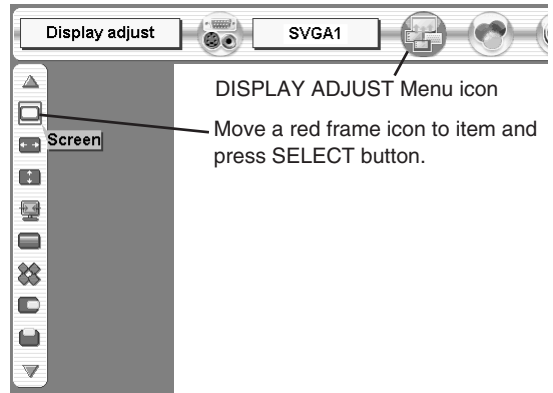 Display adjust
SVGA1
DISPLAY ADJUST Menu icon
Move a red frame icon to item and
press SELECT button.
Screen